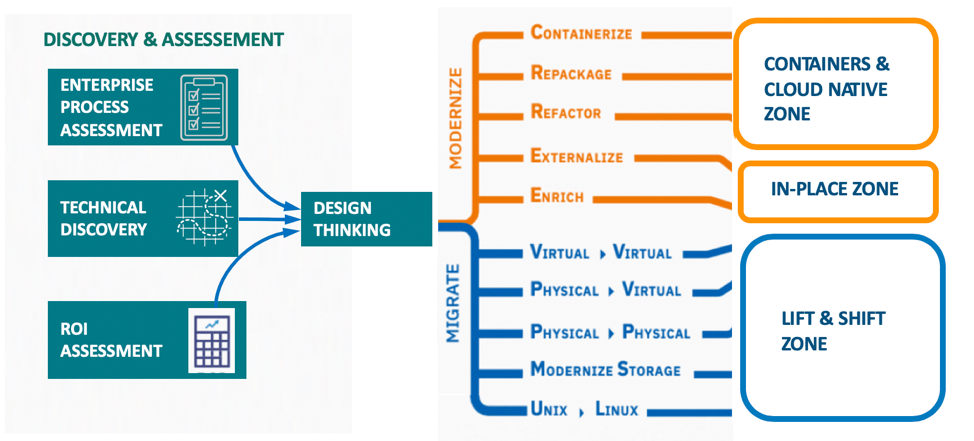 DISCOVERY & ASSESSEMENT
ENTERPRISE
PROCESS
ASSESSMENT
TECHNICAL
DISCOVERY
ROI
ASSESSMENT
DESIGN
THINKING
MODERNIZE
CONTAINERIZE
REPACKAGE
REFACTOR
EXTERNALIZE
ENRICH
MIGRATE
VIRTUAL ▸ VIRTUAL
PHYSICAL ▸ VIRTUAL
PHYSICAL ▸ PHYSICAL
MODERNIZE STORAGE
UNIX ▸ LINUX
CONTAINERS &
CLOUD NATIVE
ZONE
IN-PLACE ZONE
LIFT & SHIFT
ZONE